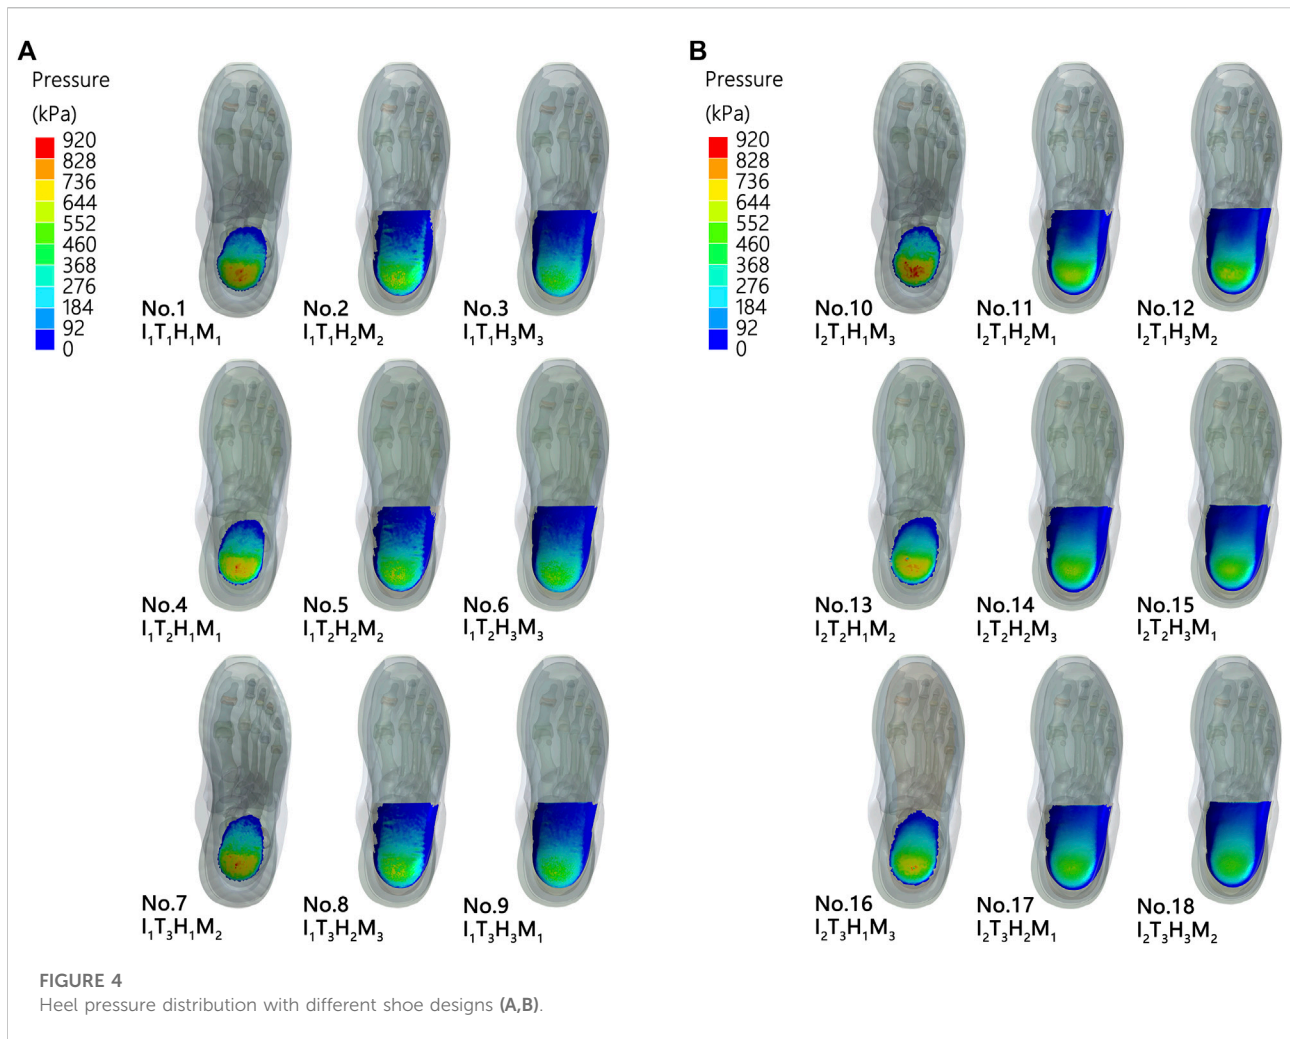 A
Pressure
(kPa)
920
828
736
644
552
460
368
276
184
92
0
No.1
I₁T₁H₁M₁
No.2
I₁T₁H₂M₂
No.3
I₁T₁H₃M₃
No.4
I₁T₂H₁M₁
No.5
I₁T₂H₂M₂
No.6
I₁T₂H₃M₃
No.7
I₁T₃H₁M₂
No.8
I₁T₃H₂M₃
No.9
I₁T₃H₃M₁
B
Pressure
(kPa)
920
828
736
644
552
460
368
276
184
92
0
No.10
I₂T₁H₁M₃
No.11
I₂T₁H₂M₁
No.12
I₂T₁H₃M₂
No.13
I₂T₂H₁M₂
No.14
I₂T₂H₂M₃
No.15
I₂T₂H₃M₁
No.16
I₂T₃H₁M₃
No.17
I₂T₃H₂M₁
No.18
I₂T₃H₃M₂
FIGURE 4
Heel pressure distribution with different shoe designs (A,B).